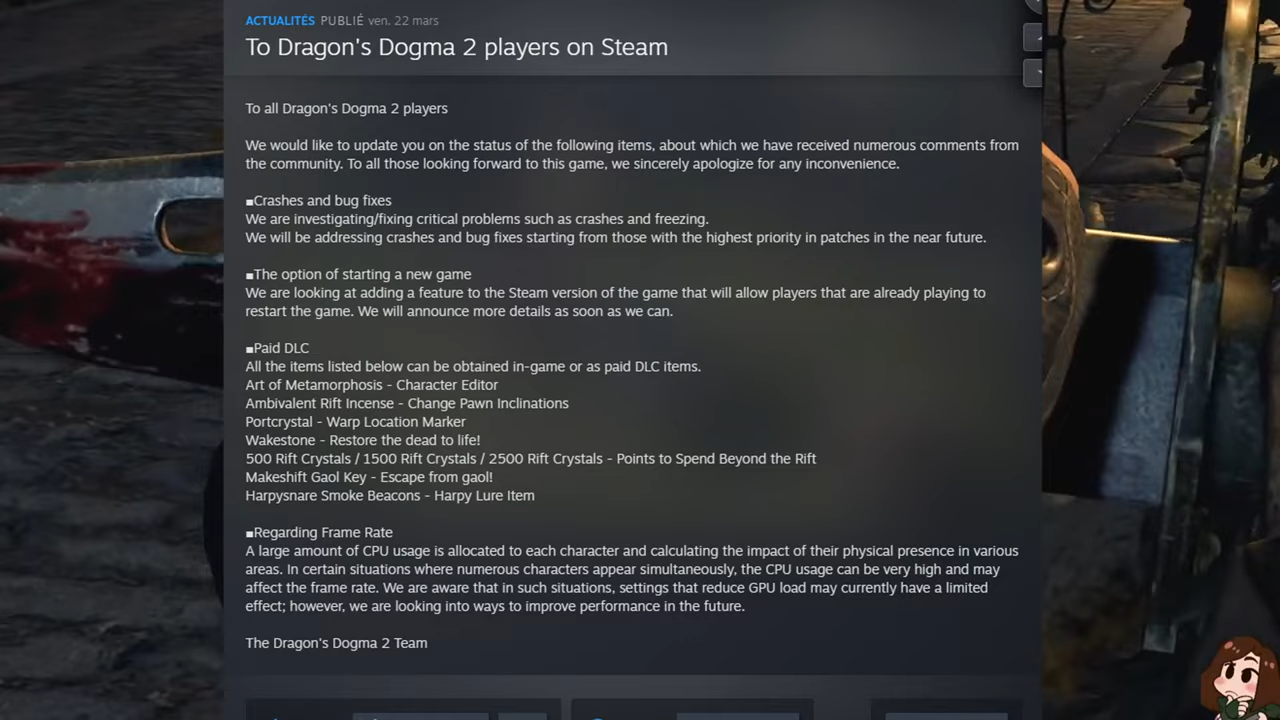 ACTUALITÉS PUBLIÉ ven. 22 mars
To Dragon's Dogma 2 players on Steam
To all Dragon's Dogma 2 players
We would like to update you on the status of the following items, about which we have received numerous comments from
the community. To all those looking forward to this game, we sincerely apologize for any inconvenience.
■Crashes and bug fixes
We are investigating/fixing critical problems such as crashes and freezing.
We will be addressing crashes and bug fixes starting from those with the highest priority in patches in the near future.
■The option of starting a new game
We are looking at adding a feature to the Steam version of the game that will allow players that are already playing to
restart the game. We will announce more details as soon as we can.
■Paid DLC
All the items listed below can be obtained in-game or as paid DLC items.
Art of Metamorphosis - Character Editor
Ambivalent Rift Incense - Change Pawn Inclinations
Portcrystal - Warp Location Marker
Wakestone - Restore the dead to life!
500 Rift Crystals / 1500 Rift Crystals / 2500 Rift Crystals - Points to Spend Beyond the Rift
Makeshift Gaol Key - Escape from gaol!
Harpysnare Smoke Beacons - Harpy Lure Item
■Regarding Frame Rate
A large amount of CPU usage is allocated to each character and calculating the impact of their physical presence in various
areas. In certain situations where numerous characters appear simultaneously, the CPU usage can be very high and may
affect the frame rate. We are aware that in such situations, settings that reduce GPU load may currently have a limited
effect; however, we are looking into ways to improve performance in the future.
The Dragon's Dogma 2 Team